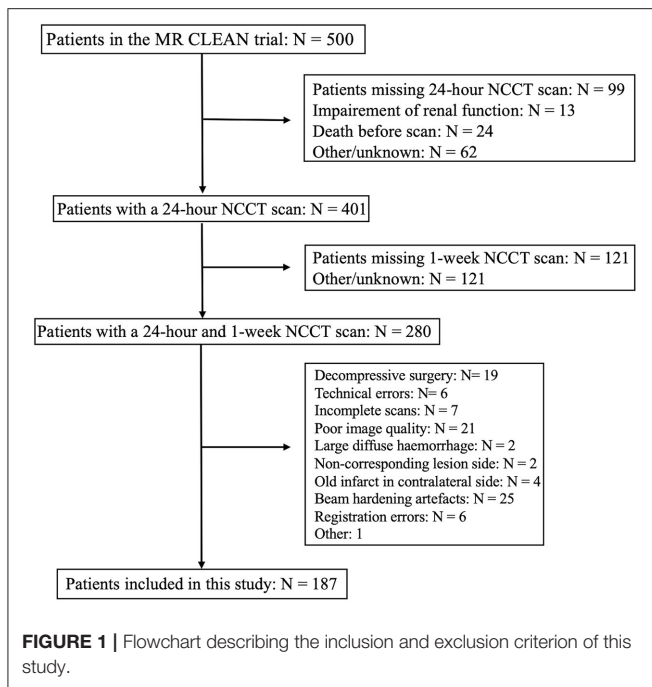 Patients in the MR CLEAN trial: N = 500
Patients missing 24-hour NCCT scan: N = 99
Impairement of renal function: N = 13
Death before scan: N = 24
Other/unknown: N = 62
Patients with a 24-hour NCCT scan: N = 401
Patients missing 1-week NCCT scan: N = 121
Other/unknown: N = 121
Patients with a 24-hour and 1-week NCCT scan: N = 280
Decompressive surgery: N= 19
Technical errors: N= 6
Incomplete scans: N = 7
Poor image quality: N = 21
Large diffuse haemorrhage: N = 2
Non-corresponding lesion side: N = 2
Old infarct in contralateral side: N = 4
Beam hardening artefacts: N = 25
Registration errors: N = 6
Other: 1
Patients included in this study: N = 187
FIGURE 1 | Flowchart describing the inclusion and exclusion criterion of this
study.